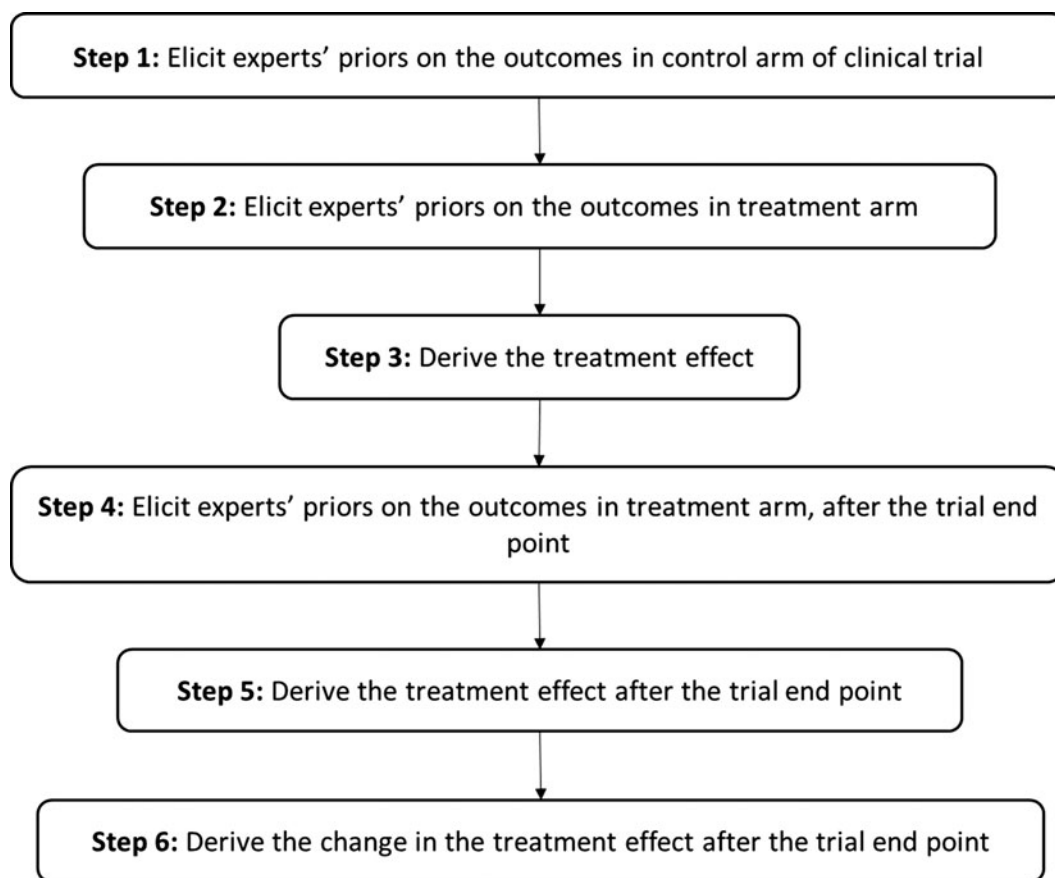 Step 1: Elicit experts’ priors on the outcomes in control arm of clinical trial
Step 2: Elicit experts’ priors on the outcomes in treatment arm
Step 3: Derive the treatment effect
Step 4: Elicit experts’ priors on the outcomes in treatment arm, after the trial end
point
Step 5: Derive the treatment effect after the trial end point
Step 6: Derive the change in the treatment effect after the trial end point